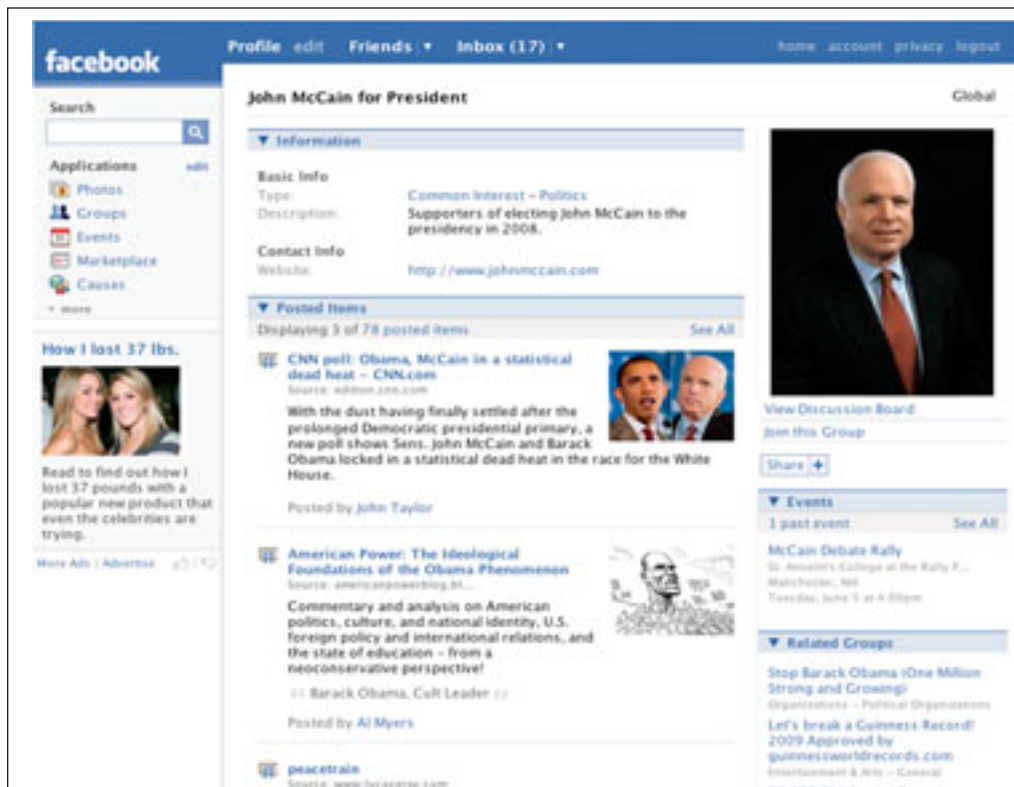 facebook
Profile edit Friends ▼ Inbox (17) ▼
home account privacy logout
Search
Applications edit
Photos
Groups
Events
Marketplace
Causes
▾ more
How I lost 37 lbs.
Read to find out how I
lost 37 pounds with a
popular new product that
even the celebrities are
trying.
More Ads | Advertise
John McCain for President
Global
▼ Information
Basic Info
Type: Common Interest – Politics
Description: Supporters of electing John McCain to the
presidency in 2008.
Contact Info
Website: http://www.johnmccain.com
▼ Posted Items
Displaying 3 of 78 posted items See All
CNN poll: Obama, McCain in a statistical
dead heat – CNN.com
Source: edition.cnn.com
With the dust having finally settled after the
prolonged Democratic presidential primary, a
new poll shows Sens. John McCain and Barack
Obama locked in a statistical dead heat in the race for the White
House.
Posted by John Taylor
American Power: The Ideological
Foundations of the Obama Phenomenon
Source: americanpowerblog.bl...
Commentary and analysis on American
politics, culture, and national identity, U.S.
foreign policy and international relations, and
the state of education – from a
neoconservative perspective!
Barack Obama, Cult Leader
Posted by Al Myers
peacetrain
View Discussion Board
Join this Group
Share +
▼ Events
1 past event See All
McCain Debate Rally
St. Anselm's College at the Rally F...
Manchester, NH
Tuesday, June 5 at 4:00pm
▼ Related Groups
Stop Barack Obama (One Million
Strong and Growing)
Organizations – Political Organizations
Let's break a Guinness Record!
2009 Approved by
guinnessworldrecords.com
Entertainment & Arts – General